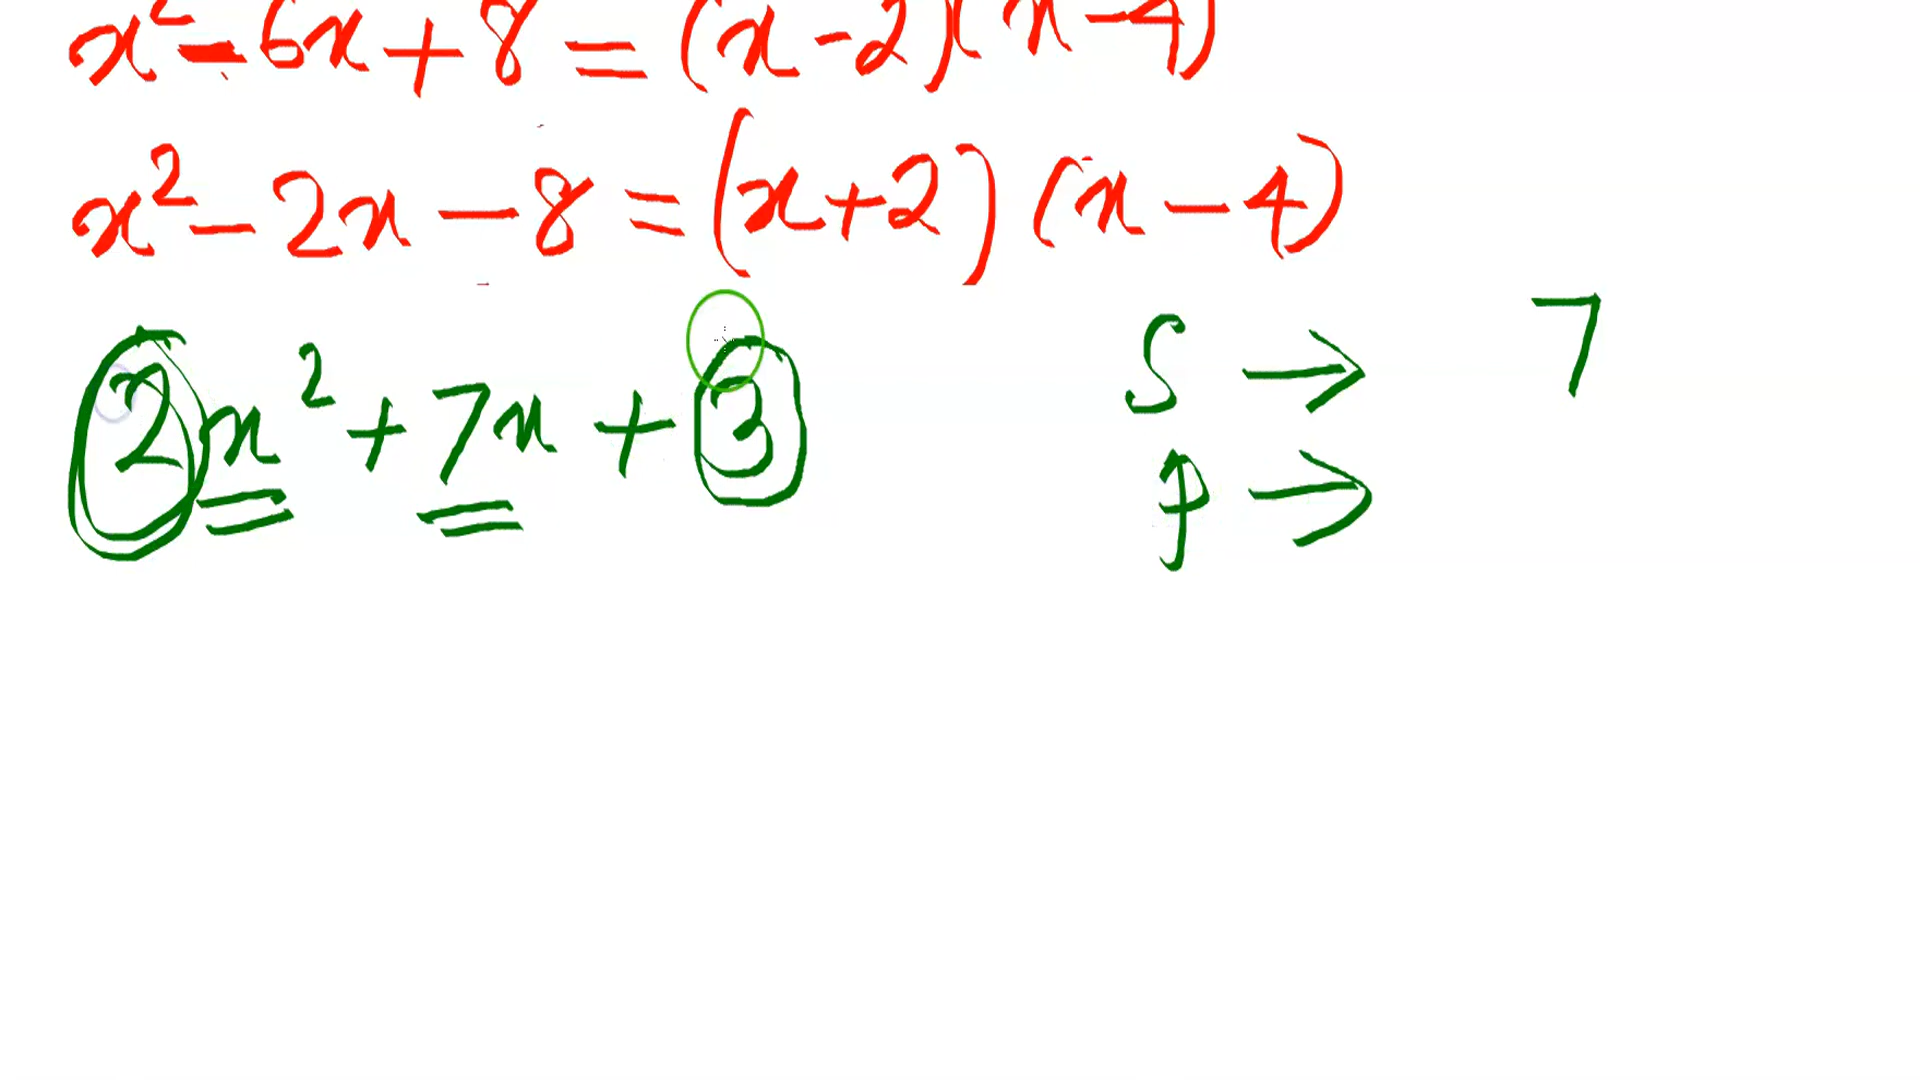 x² - 6x + 8 = (x - 2)(x - 4)
x² - 2x - 8 = (x + 2)(x - 4)
2x² + 7x + 3
S → 7
P →